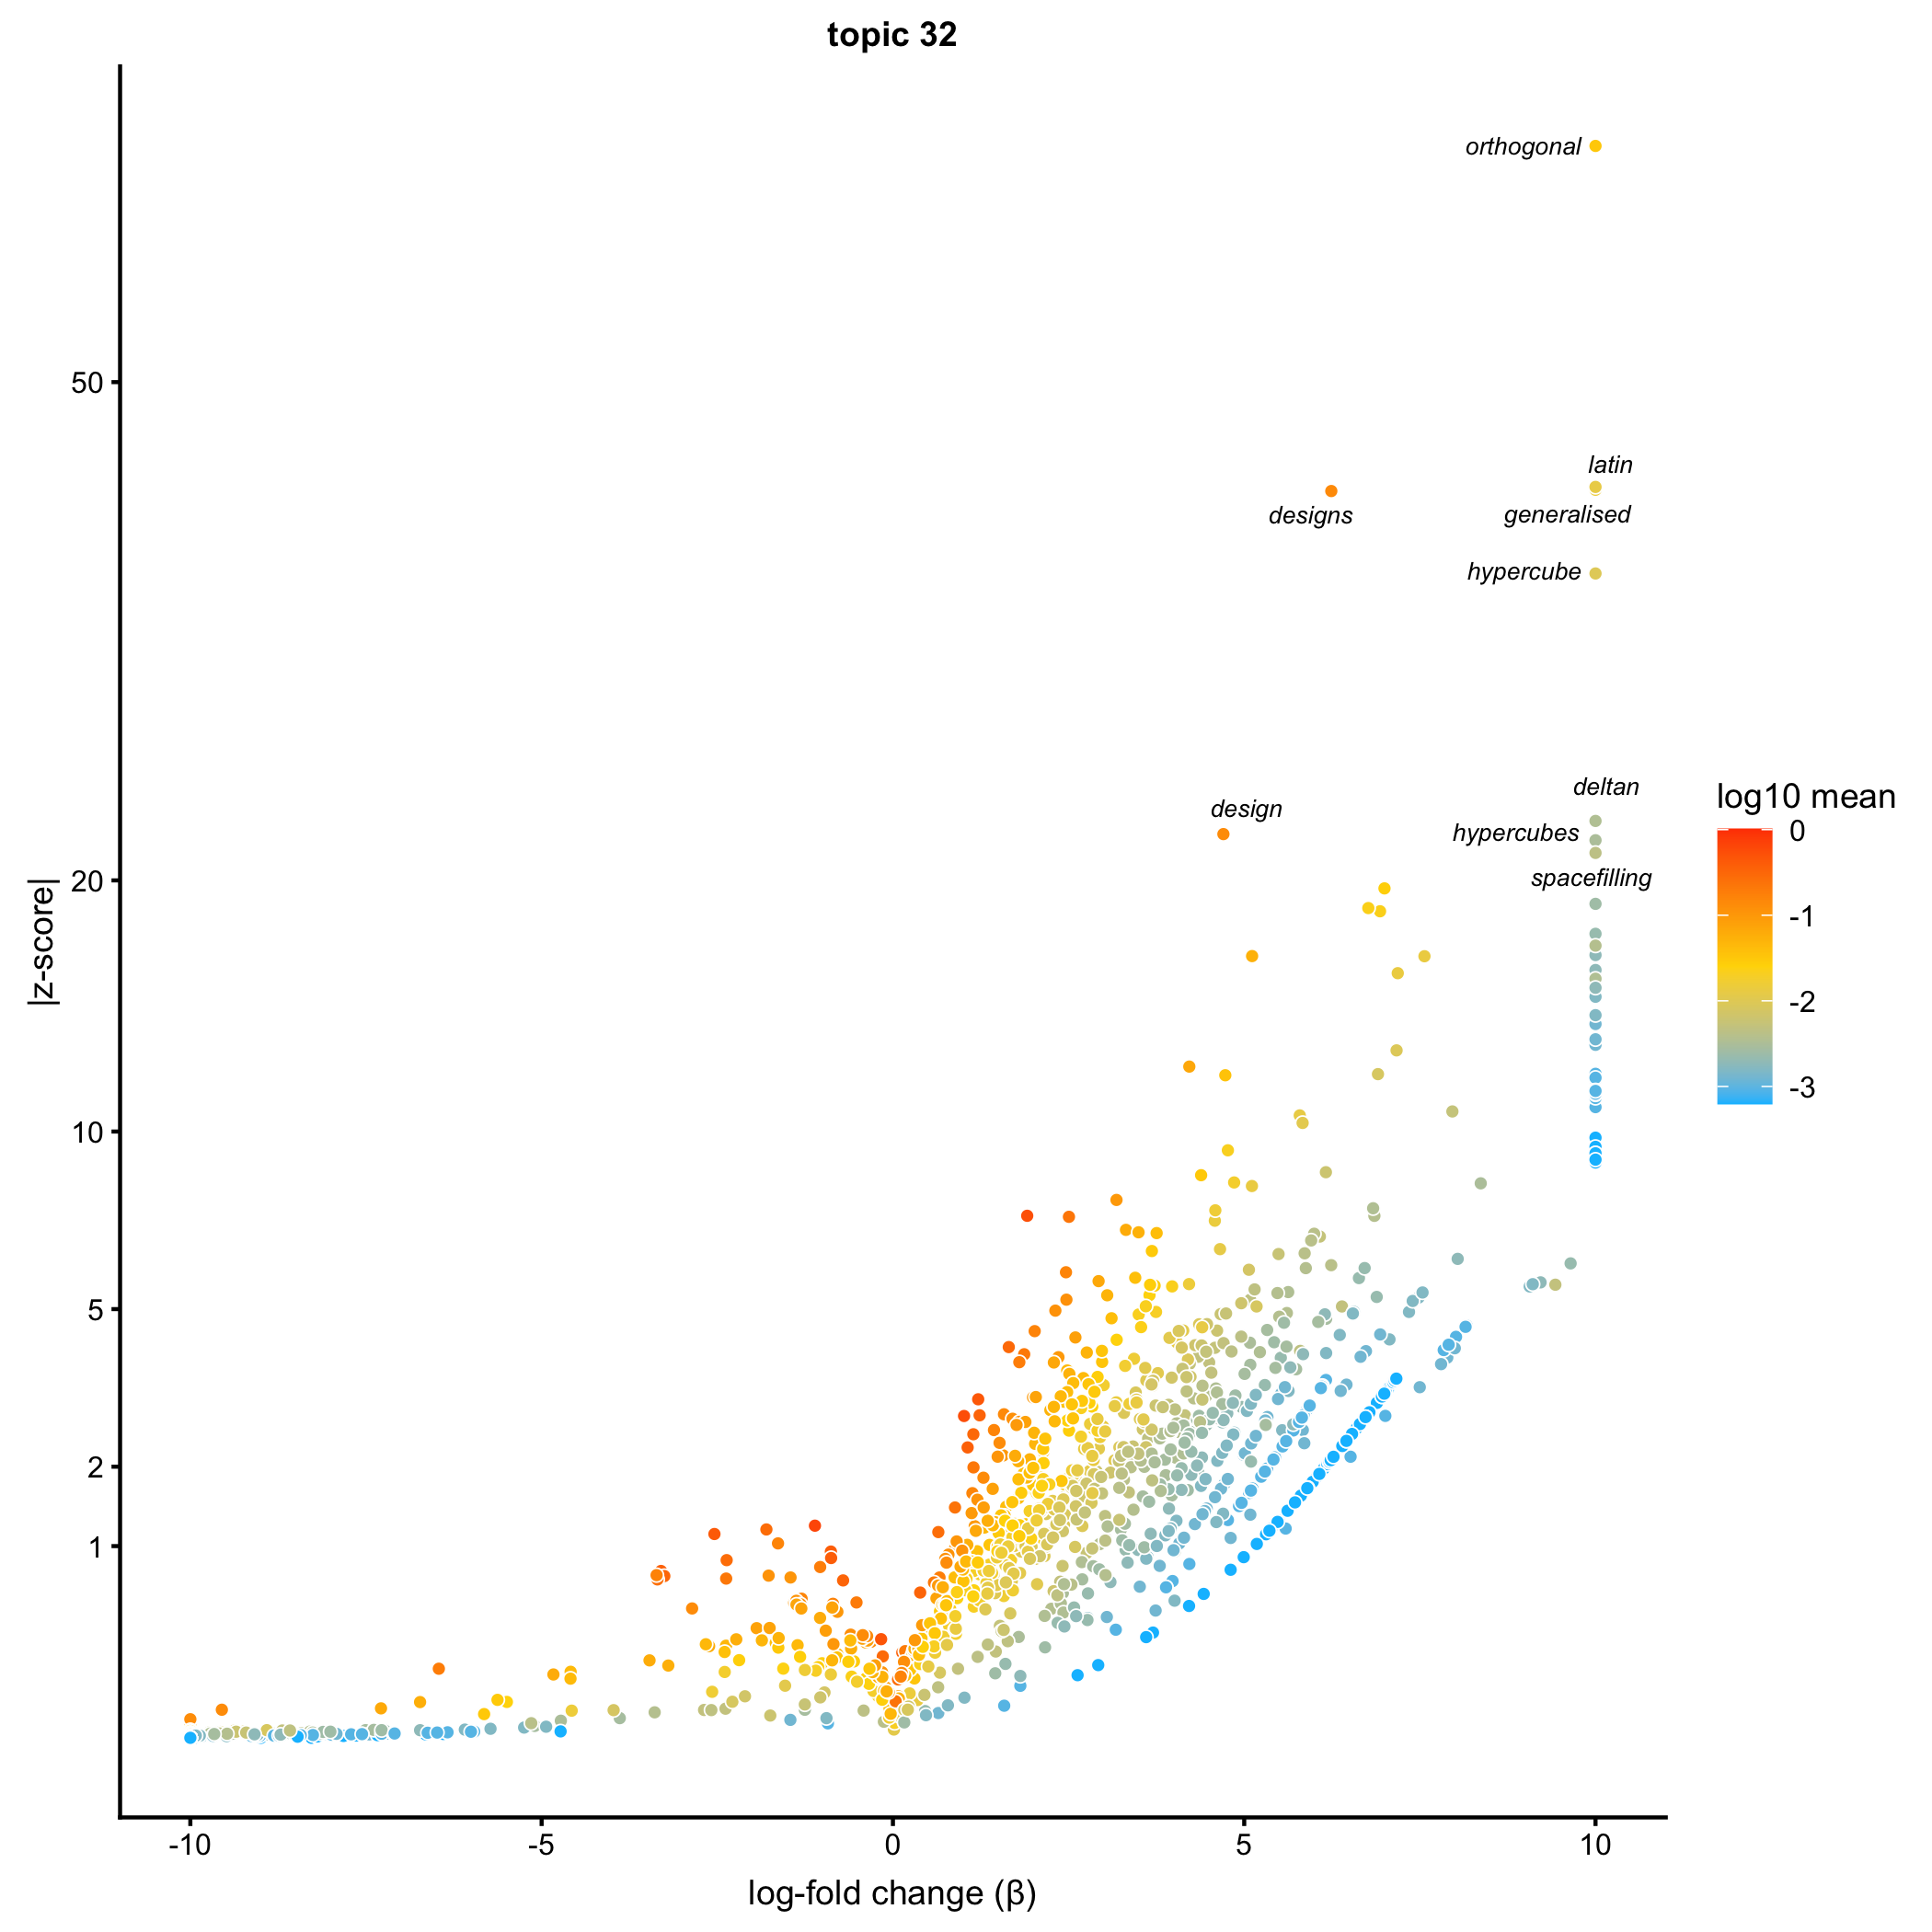 topic 32
orthogonal
50
latin
designs
generalised
hypercube
deltan
design
hypercubes
spacefilling
log10 mean
0
-1
-2
-3
20
10
5
2
1
|z-score|
-10
-5
0
5
10
log-fold change (β)